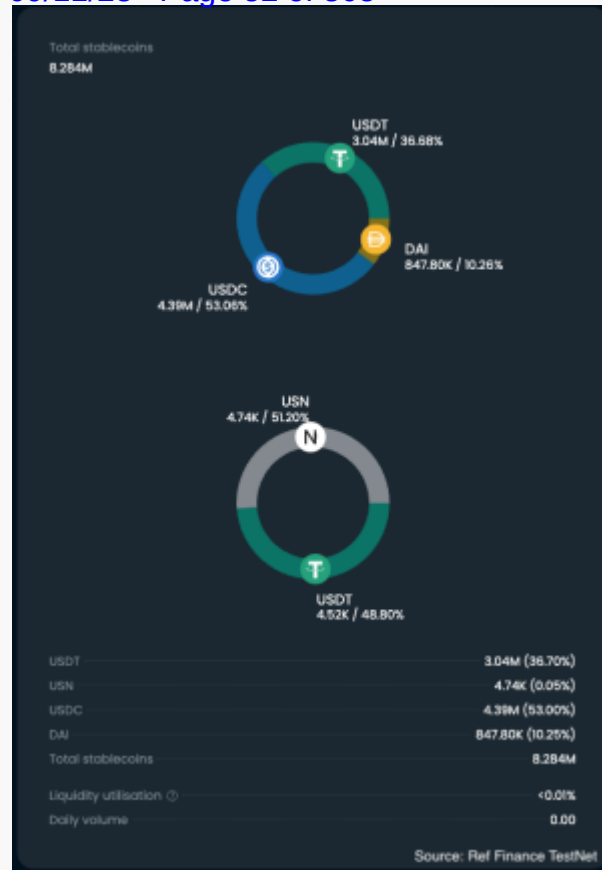 Total stablecoins
8.284M
USDT
3.04M / 36.68%
DAI
847.80K / 10.26%
USDC
4.39M / 53.06%
USN
4.74K / 51.20%
N
USDT
4.52K / 48.80%
USDT 3.04M (36.70%)
USN 4.74K (0.05%)
USDC 4.39M (53.00%)
DAI 847.80K (10.25%)
Total stablecoins 8.284M
Liquidity utilisation ? <0.01%
Daily volume 0.00
Source: Ref Finance TestNet